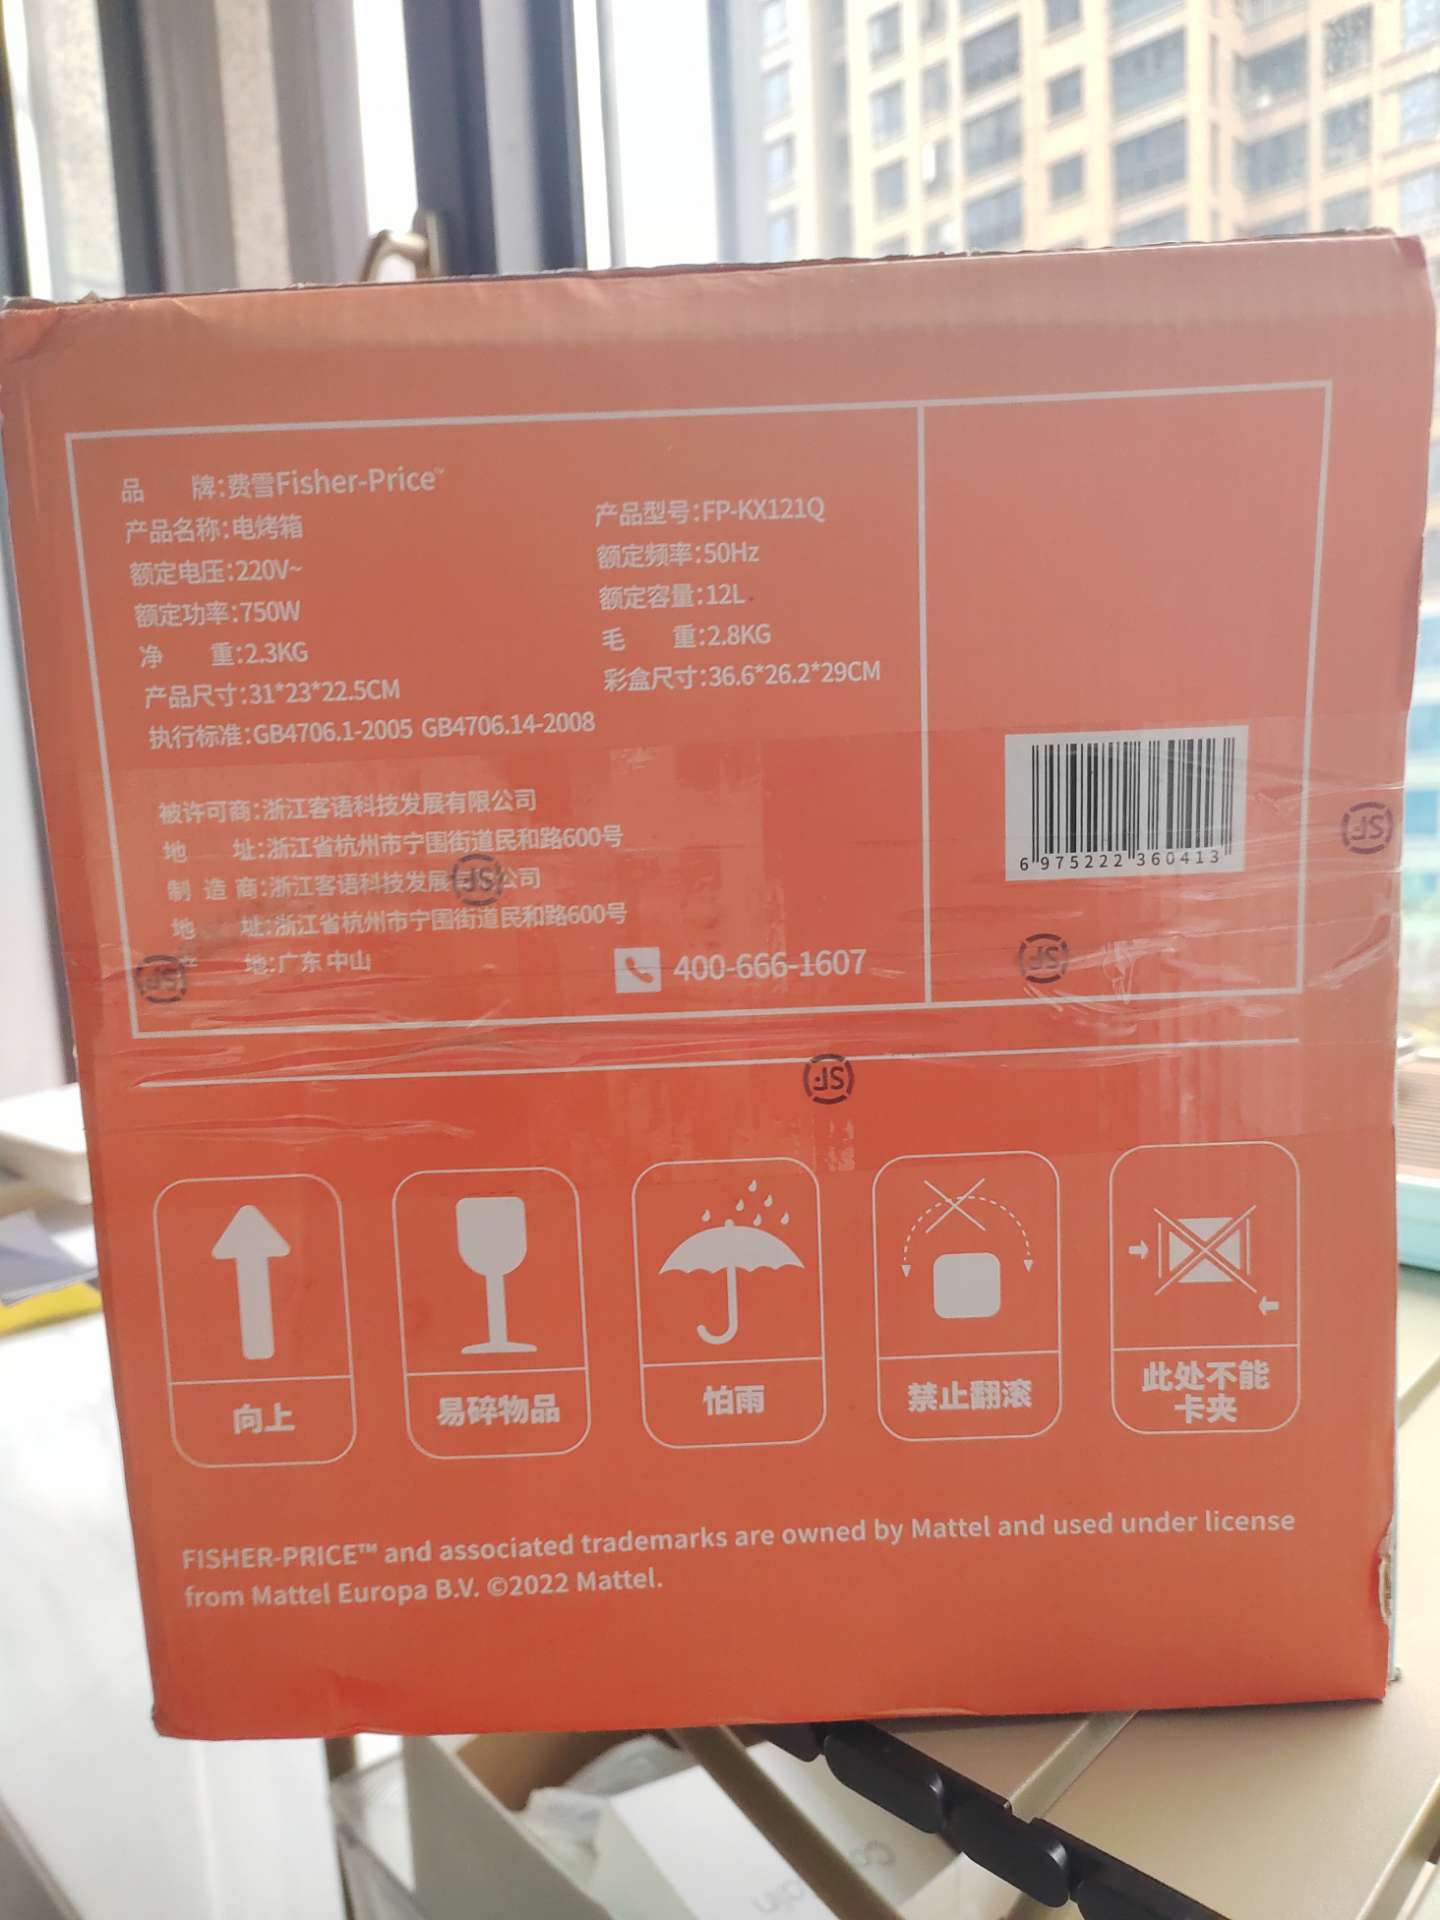 品 牌:费雪Fisher-Price™
产品名称:电烤箱
产品型号:FP-KX121Q
额定电压:220V~
额定频率:50Hz
额定功率:750W
额定容量:12L
净 重:2.3KG
毛 重:2.8KG
产品尺寸:31*23*22.5CM
彩盒尺寸:36.6*26.2*29CM
执行标准:GB4706.1-2005 GB4706.14-2008
被许可商:浙江客语科技发展有限公司
地 址:浙江省杭州市宁围街道民和路600号
制 造 商:浙江客语科技发展 公司
地 址:浙江省杭州市宁围街道民和路600号
产 地:广东中山
400-666-1607
6 975222 360413
SF
SF
SF
SF
SF
向上
易碎物品
怕雨
禁止翻滚
此处不能
卡夹
FISHER-PRICE™ and associated trademarks are owned by Mattel and used under license
from Mattel Europa B.V. ©2022 Mattel.